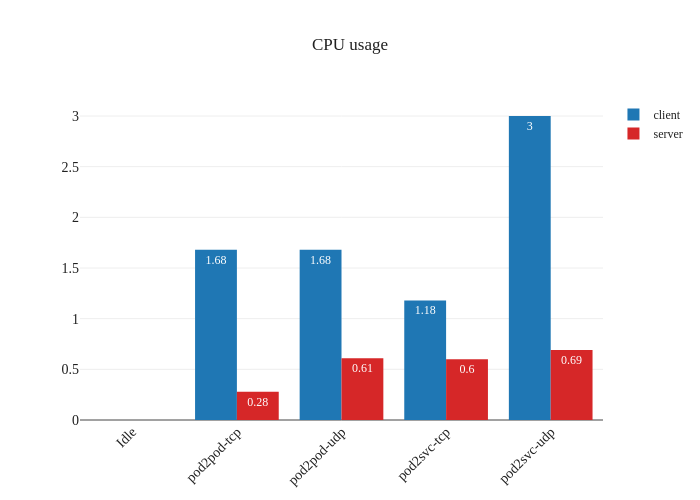 CPU usage
3
2.5
2
1.5
1
0.5
0
1.68
0.28
1.68
0.61
1.18
0.6
3
0.69
Idle
pod2pod-tcp
pod2pod-udp
pod2svc-tcp
pod2svc-udp
client
server